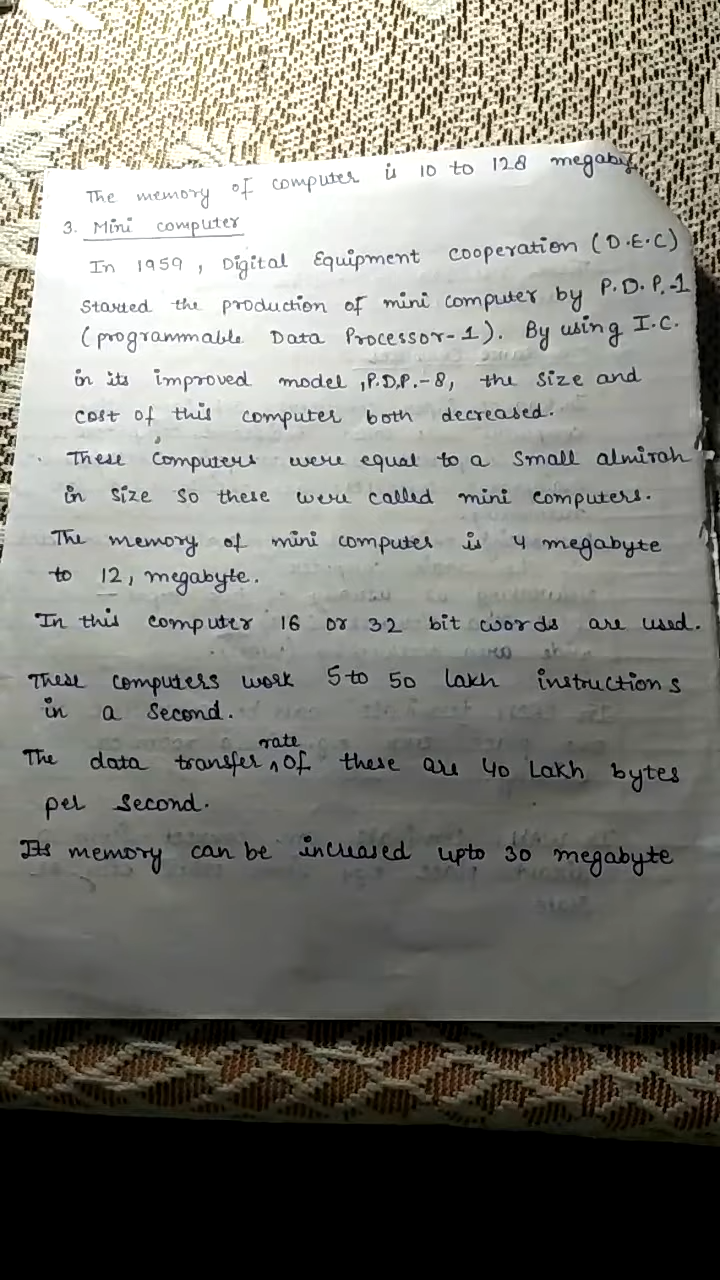 The memory of computer is 10 to 128 megaby
3. Mini computer
In 1959, Digital Equipment cooperation (D.E.C)
started the production of mini computer by P.D.P.-1
(programmable Data Processor-1). By using I.C.
in its improved model, P.D.P.-8, the size and
cost of this computer both decreased.
These computers were equal to a small almirah
in size so these were called mini computers.
The memory of mini computer is 4 megabyte
to 12, megabyte.
In this computer 16 or 32 bit words are used.
These computers work 5 to 50 lakh instructions
in a second.
The data transfer rate of these are 40 Lakh bytes
per second.
Its memory can be increased upto 30 megabyte